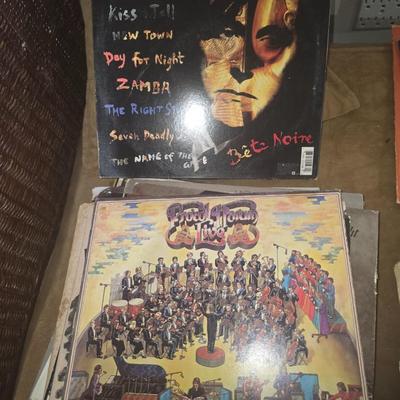 Kiss Tell
NEW TOWN
Day for Night
ZAMBA
THE RIGHT
Seven Deadly
THE NAME OF THE
GAME
Bête Noire
Procol Harum
Live